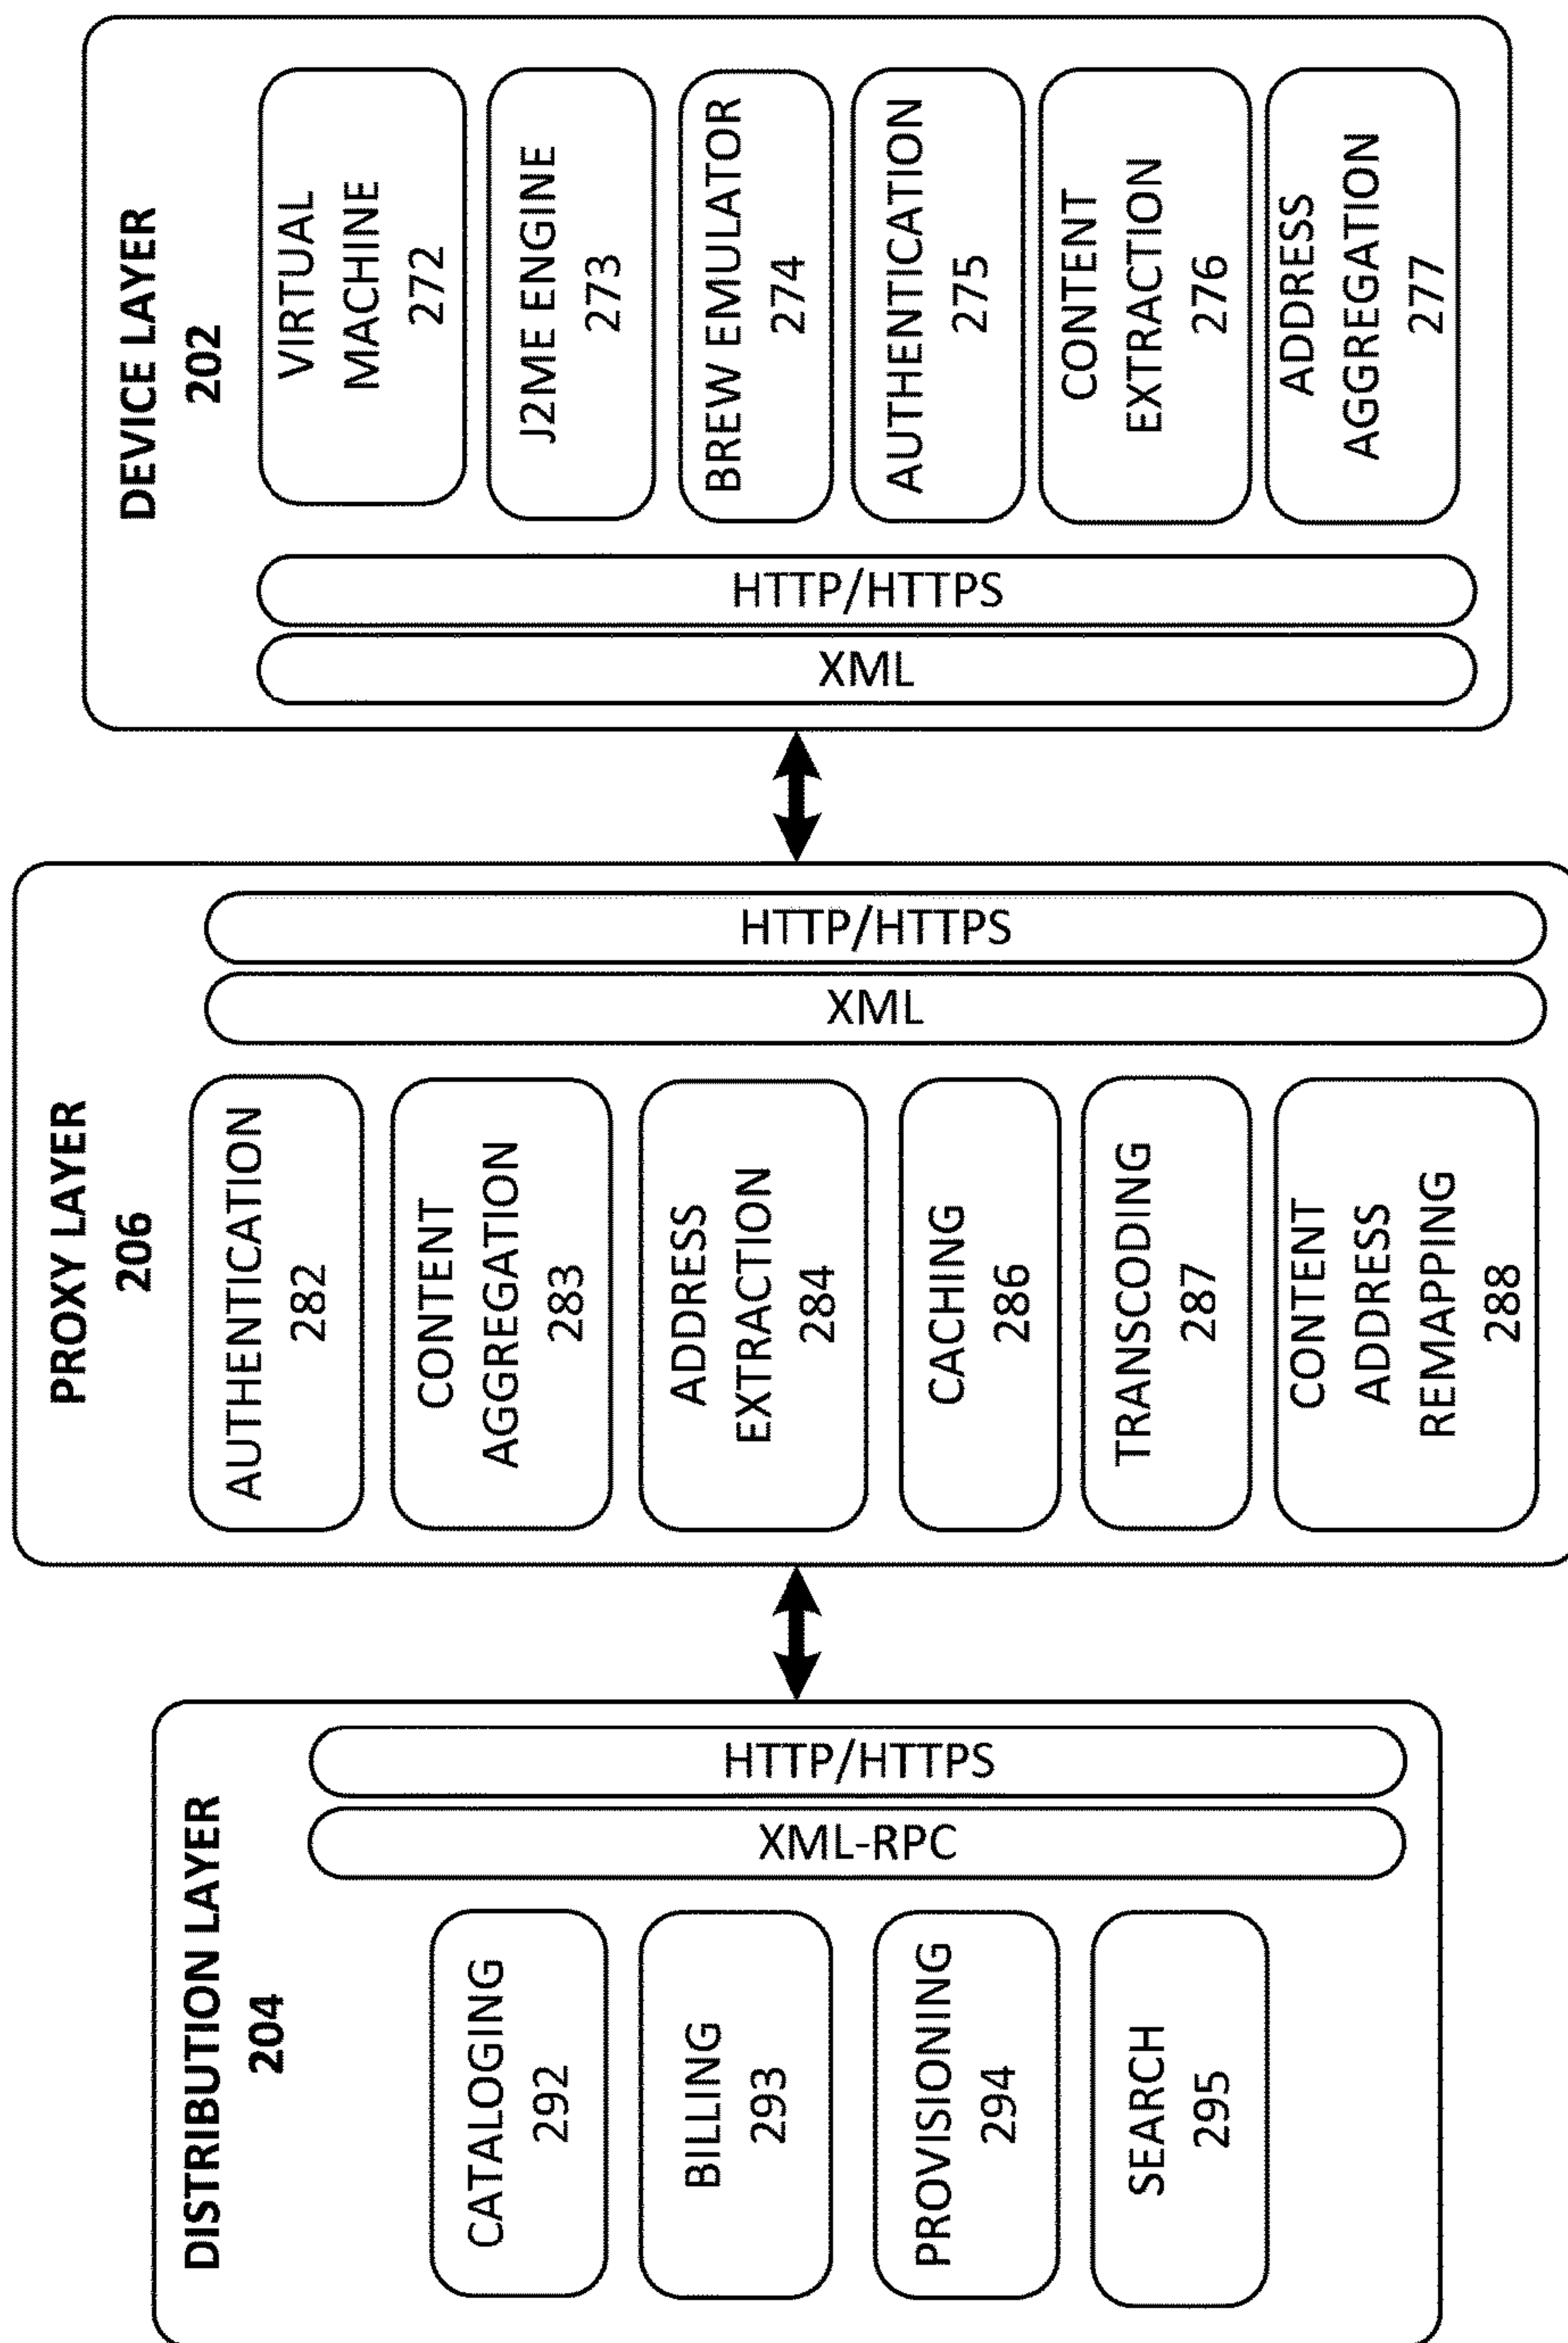 DISTRIBUTION LAYER
204
CATALOGING
292
BILLING
293
PROVISIONING
294
SEARCH
295
XML-RPC
HTTP/HTTPS
PROXY LAYER
206
AUTHENTICATION
282
CONTENT
AGGREGATION
283
ADDRESS
EXTRACTION
284
CACHING
286
TRANSCODING
287
CONTENT
ADDRESS
REMAPPING
288
XML
HTTP/HTTPS
DEVICE LAYER
202
XML
HTTP/HTTPS
VIRTUAL
MACHINE
272
J2ME ENGINE
273
BREW EMULATOR
274
AUTHENTICATION
275
CONTENT
EXTRACTION
276
ADDRESS
AGGREGATION
277